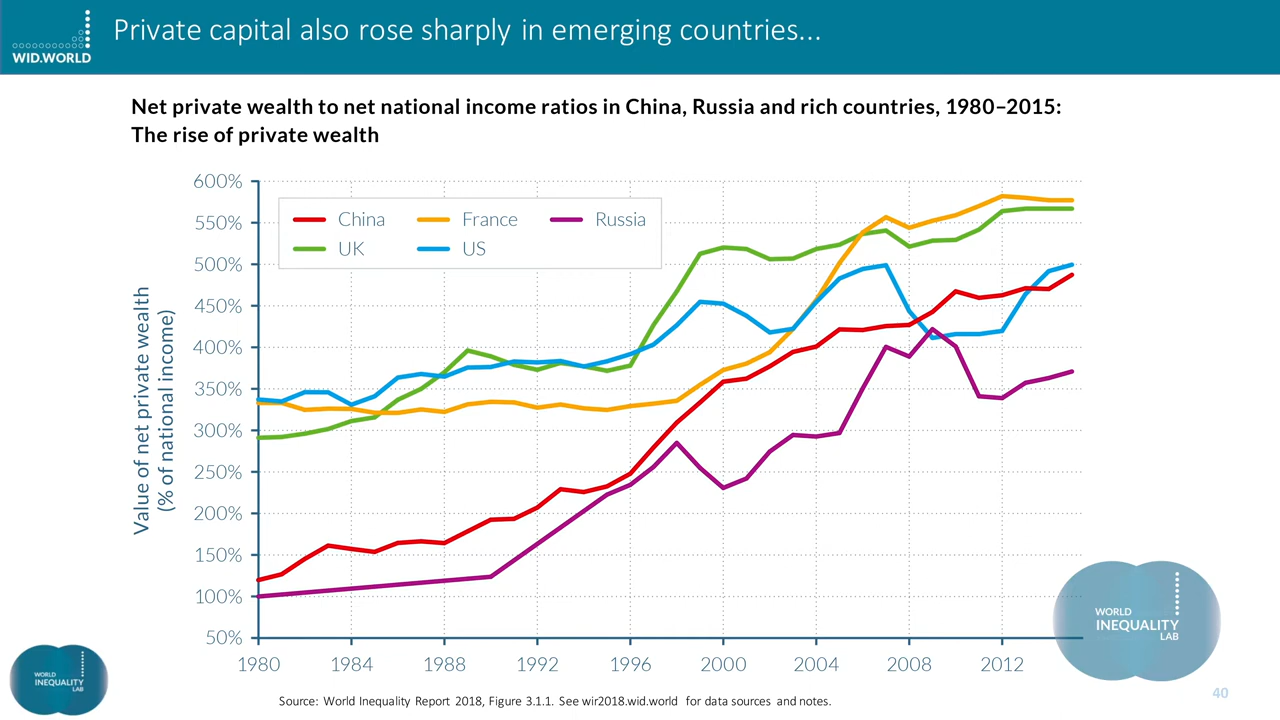 Private capital also rose sharply in emerging countries...
WID.WORLD
Net private wealth to net national income ratios in China, Russia and rich countries, 1980–2015:
The rise of private wealth
600%
550%
500%
450%
400%
350%
300%
250%
200%
150%
100%
50%
China
France
Russia
UK
US
Value of net private wealth
(% of national income)
1980
1984
1988
1992
1996
2000
2004
2008
2012
WORLD
INEQUALITY
LAB
WORLD
INEQUALITY
LAB
Source: World Inequality Report 2018, Figure 3.1.1. See wir2018.wid.world for data sources and notes.
40